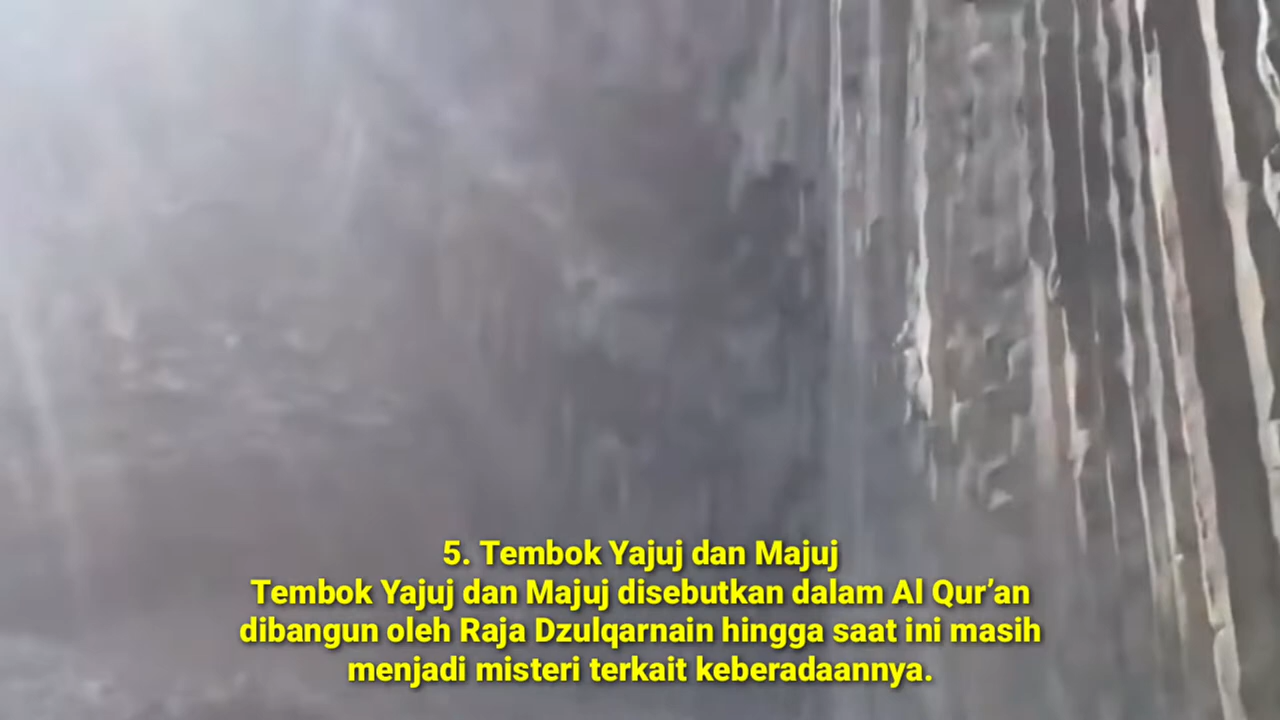 5. Tembok Yajuj dan Majuj
Tembok Yajuj dan Majuj disebutkan dalam Al Qur’an
dibangun oleh Raja Dzulqarnain hingga saat ini masih
menjadi misteri terkait keberadaannya.